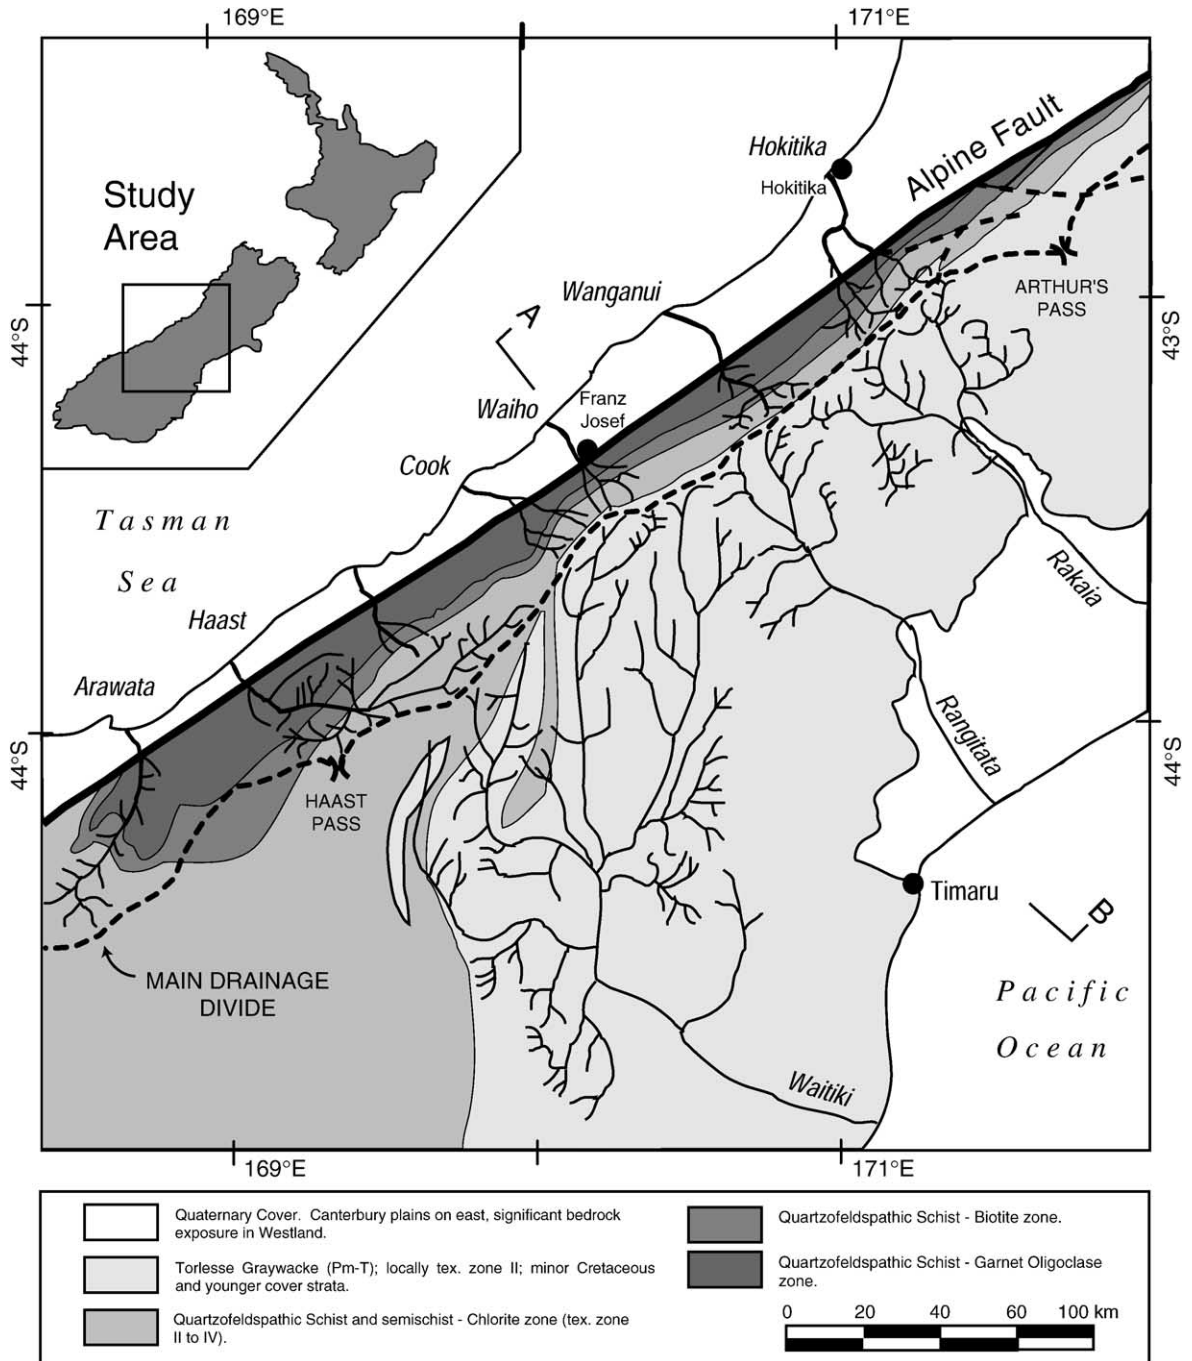 169°E
171°E
Study
Area
44°S
43°S
Hokitika
Hokitika
Alpine Fault
ARTHUR'S
PASS
Wanganui
A
Waiho
Franz
Josef
Cook
Tasman
Sea
Rakaia
Haast
Arawata
Rangitata
44°S
44°S
HAAST
PASS
Timaru
B
MAIN DRAINAGE
DIVIDE
Pacific
Ocean
Waitiki
169°E
171°E
Quaternary Cover. Canterbury plains on east, significant bedrock
exposure in Westland.
Torlesse Graywacke (Pm-T); locally tex. zone II; minor Cretaceous
and younger cover strata.
Quartzofeldspathic Schist and semischist - Chlorite zone (tex. zone
II to IV).
Quartzofeldspathic Schist - Biotite zone.
Quartzofeldspathic Schist - Garnet Oligoclase
zone.
0 20 40 60 100 km